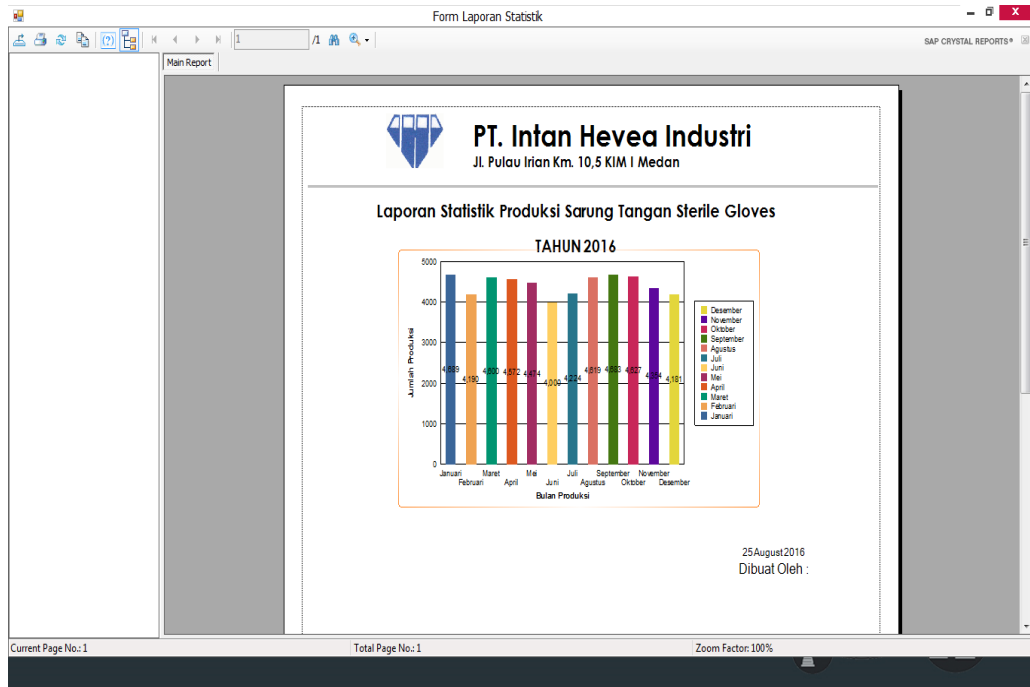 Form Laporan Statistik
1 /1
SAP CRYSTAL REPORTS®
Main Report
PT. Intan Hevea Industri
Jl. Pulau Irian Km. 10,5 KIM I Medan
Laporan Statistik Produksi Sarung Tangan Sterile Gloves
TAHUN 2016
Jumlah Produksi
5000
4000
3000
2000
1000
0
4,689 4,190 4,600 4,572 4,474 4,224 4,619 4,683 4,627 4,181
Januari Februari Maret April Mei Juni Juli Agustus September Oktober November Desember
Bulan Produksi
Desember
November
Oktober
September
Agustus
Juli
Juni
Mei
April
Maret
Februari
Januari
25 August 2016
Dibuat Oleh :
Current Page No.: 1 Total Page No.: 1 Zoom Factor: 100%